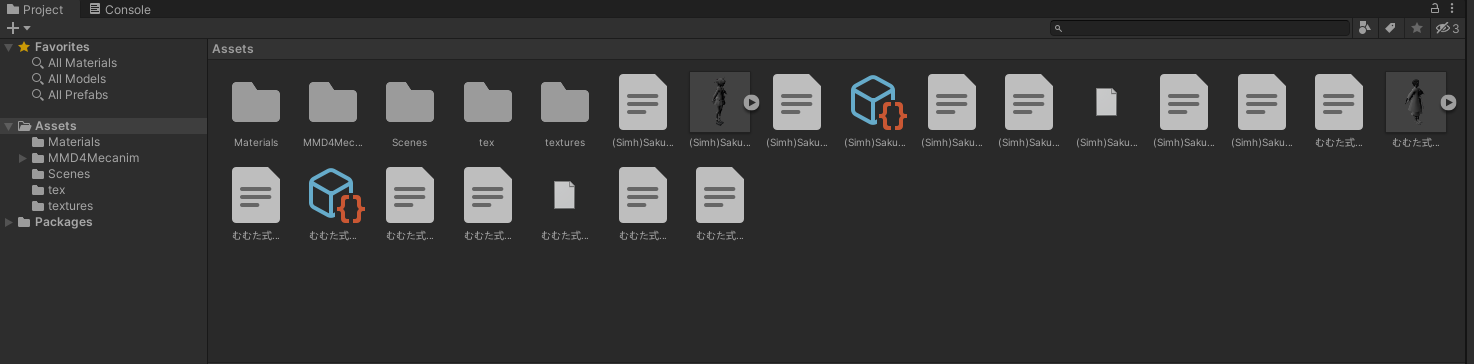 Project
Console
3
Favorites
All Materials
All Models
All Prefabs
Assets
Materials
MMD4Mecanim
Scenes
tex
textures
Packages
Assets
Materials
MMD4Mec...
Scenes
tex
textures
(Simh)Saku...
(Simh)Saku...
(Simh)Saku...
(Simh)Saku...
(Simh)Saku...
(Simh)Saku...
(Simh)Saku...
(Simh)Saku...
(Simh)Saku...
むむた式...
むむた式...
むむた式...
むむた式...
むむた式...
むむた式...
むむた式...
むむた式...
むむた式...